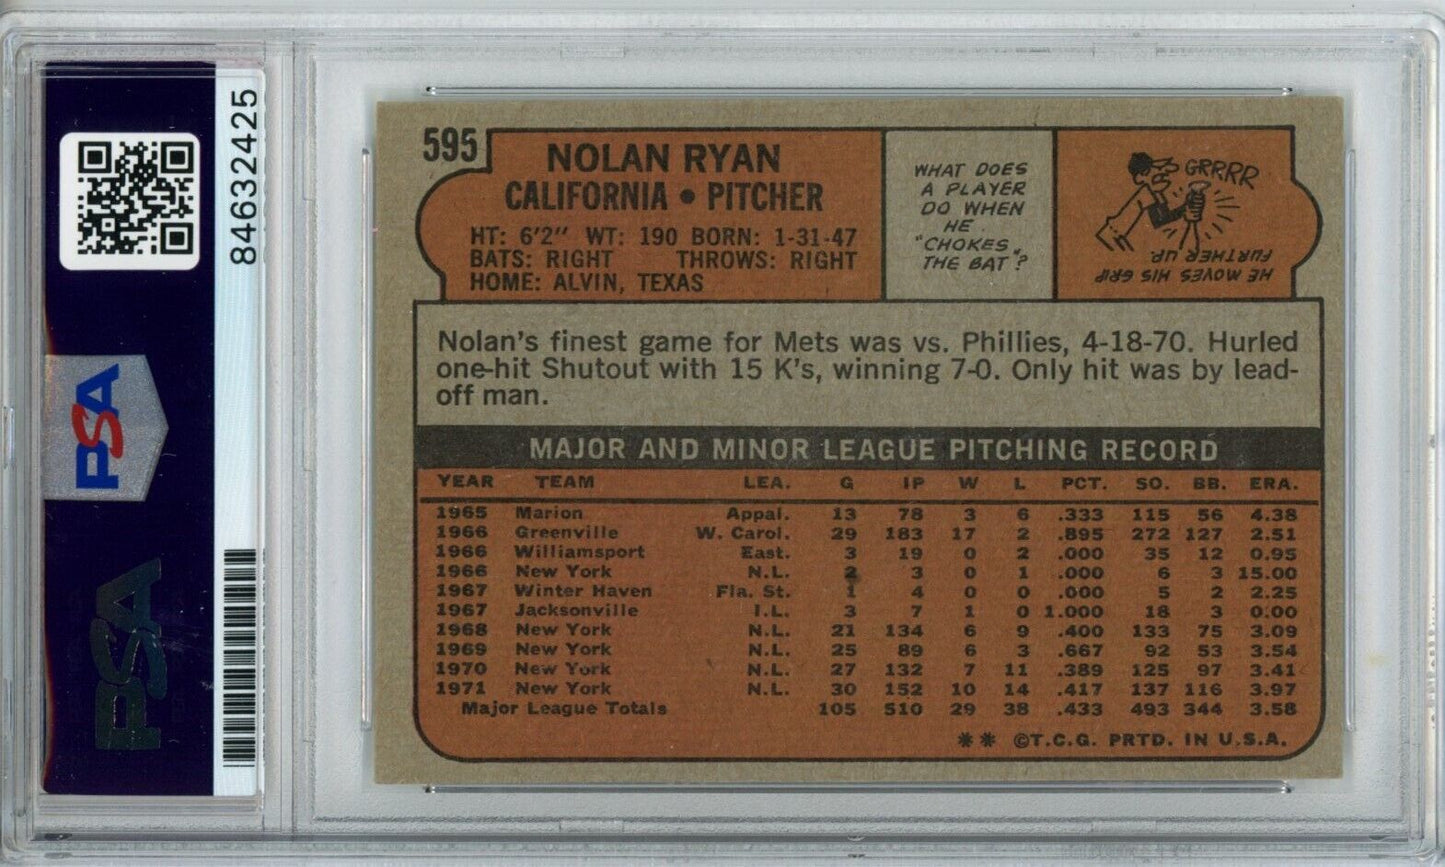 84632425
PSA
PSA
595
NOLAN RYAN
CALIFORNIA • PITCHER
HT: 6'2" WT: 190 BORN: 1-31-47
BATS: RIGHT THROWS: RIGHT
HOME: ALVIN, TEXAS
WHAT DOES
A PLAYER
DO WHEN
HE
"CHOKES"
THE BAT?
GRRRR
HE MOVES HIS GRIP
FURTHER UP.
Nolan's finest game for Mets was vs. Phillies, 4-18-70. Hurled
one-hit Shutout with 15 K's, winning 7-0. Only hit was by lead-
off man.
MAJOR AND MINOR LEAGUE PITCHING RECORD
YEAR TEAM LEA. G IP W L PCT. SO. BB. ERA.
1965 Marion Appal. 13 78 3 6 .333 115 56 4.38
1966 Greenville W. Carol. 29 183 17 2 .895 272 127 2.51
1966 Williamsport East. 3 19 0 2 .000 35 12 0.95
1966 New York N.L. 2 3 0 1 .000 6 3 15.00
1967 Winter Haven Fla. St. 1 4 0 0 .000 5 2 2.25
1967 Jacksonville I.L. 3 7 1 0 1.000 18 3 0.00
1968 New York N.L. 21 134 6 9 .400 133 75 3.09
1969 New York N.L. 25 89 6 3 .667 92 53 3.54
1970 New York N.L. 27 132 7 11 .389 125 97 3.41
1971 New York N.L. 30 152 10 14 .417 137 116 3.97
Major League Totals 105 510 29 38 .433 493 344 3.58
** ©T.C.G. PRTD. IN U.S.A.